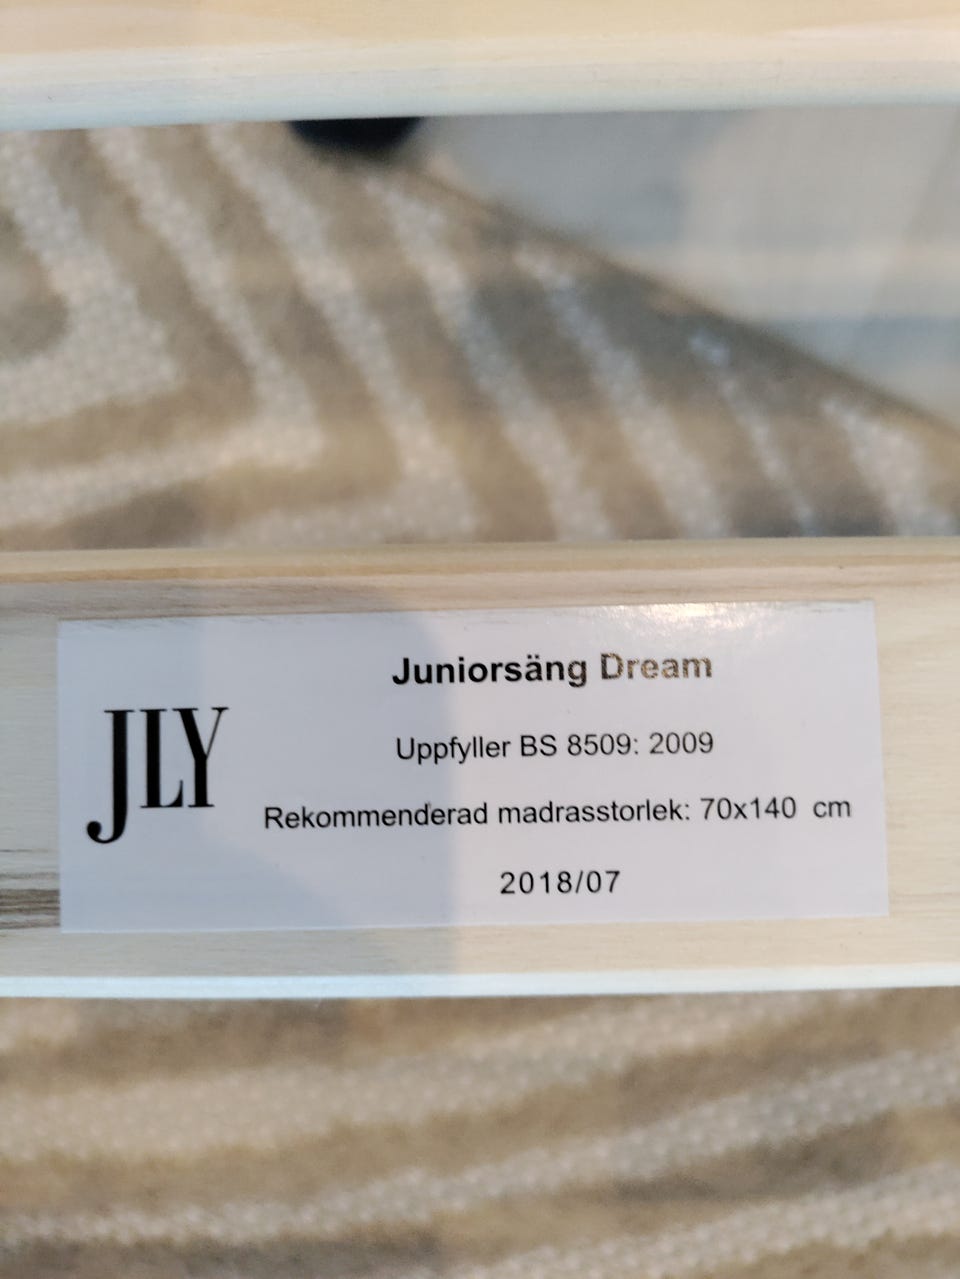 JLY
Juniorsäng Dream
Uppfyller BS 8509: 2009
Rekommenderad madrasstorlek: 70x140 cm
2018/07